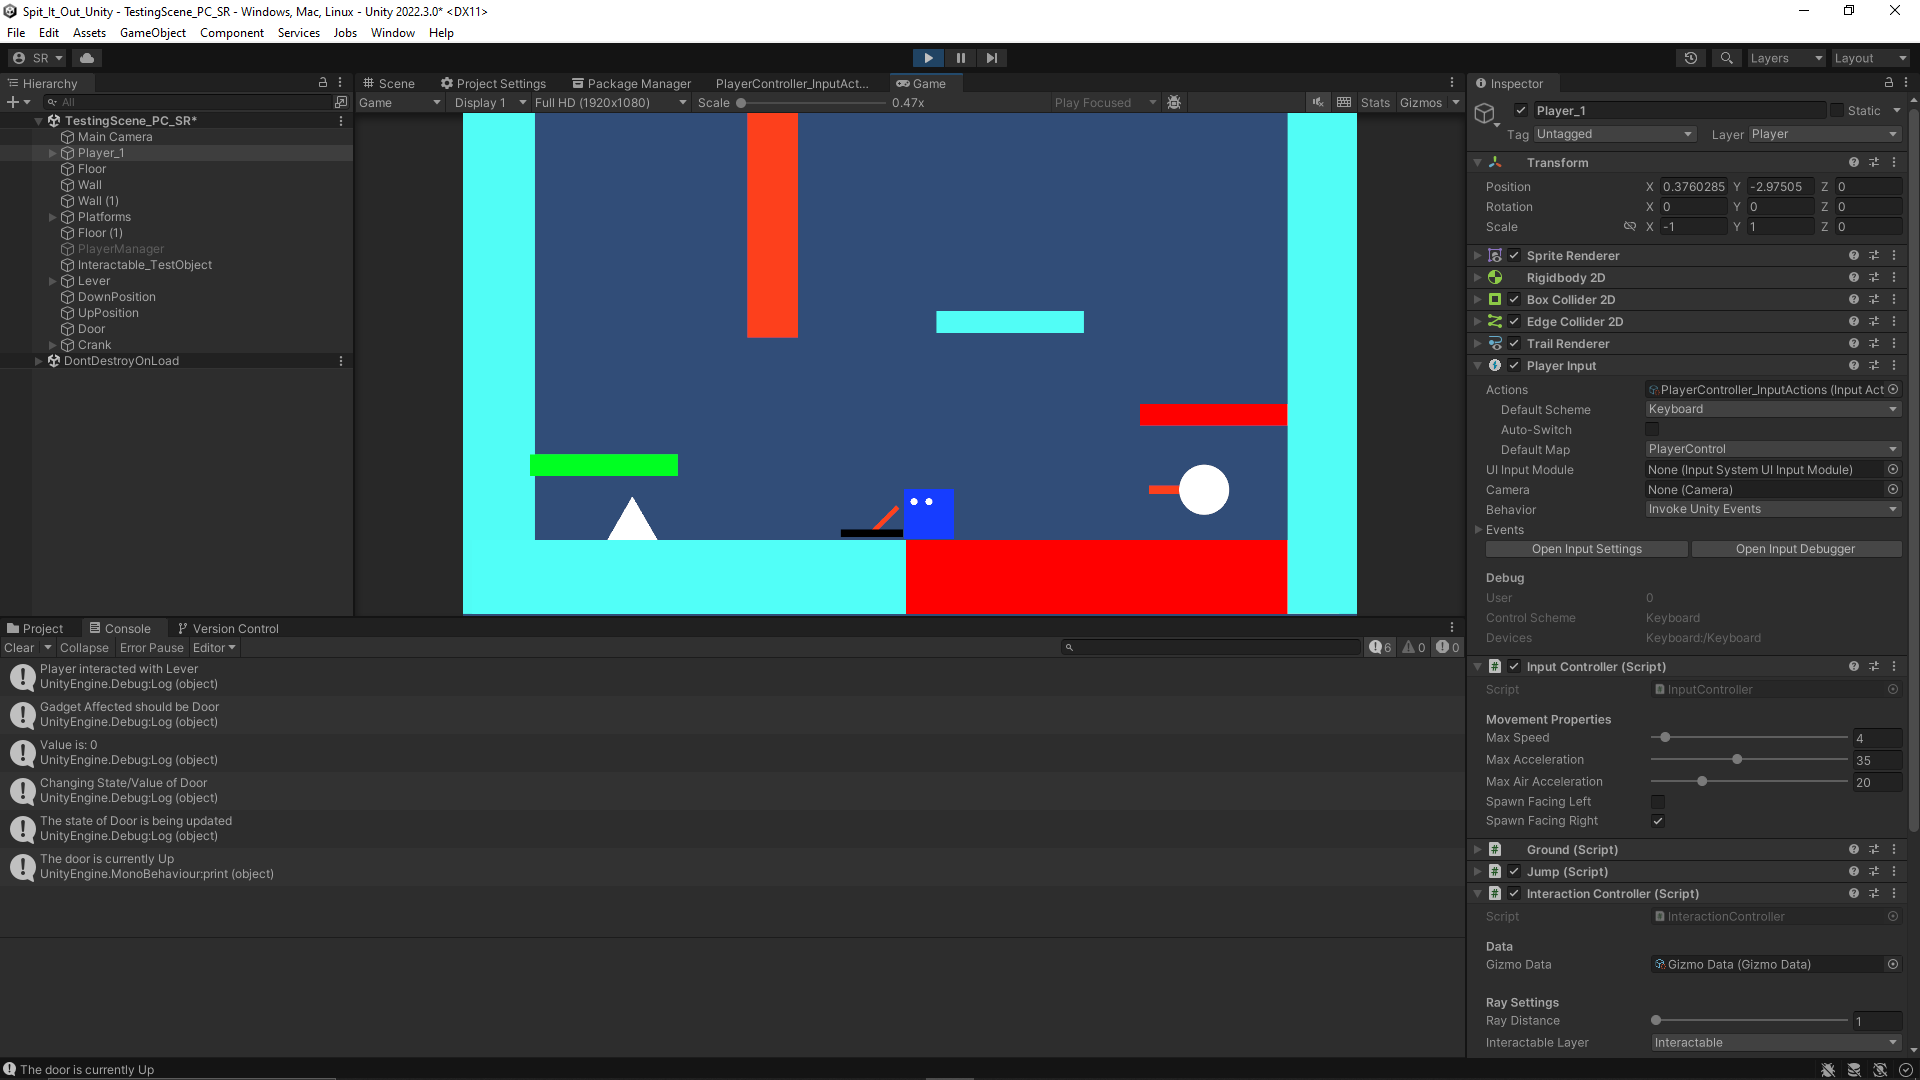 Spit_It_Out_Unity - TestingScene_PC_SR - Windows, Mac, Linux - Unity 2022.3.0* <DX11>
File Edit Assets GameObject Component Services Jobs Window Help
SR
Layers Layout
Hierarchy
Scene Project Settings Package Manager PlayerController_InputAct... Game
Inspector
All
Game Display 1 Full HD (1920x1080) Scale 0.47x Play Focused Stats Gizmos
TestingScene_PC_SR*
Main Camera
Player_1
Floor
Wall
Wall (1)
Platforms
Floor (1)
PlayerManager
Interactable_TestObject
Lever
DownPosition
UpPosition
Door
Crank
DontDestroyOnLoad
Player_1 Static
Tag Untagged Layer Player
Transform
Position X 0.3760285 Y -2.97505 Z 0
Rotation X 0 Y 0 Z 0
Scale X -1 Y 1 Z 0
Sprite Renderer
Rigidbody 2D
Box Collider 2D
Edge Collider 2D
Trail Renderer
Player Input
Actions PlayerController_InputActions (Input Act
Default Scheme Keyboard
Auto-Switch
Default Map PlayerControl
UI Input Module None (Input System UI Input Module)
Camera None (Camera)
Behavior Invoke Unity Events
Events
Open Input Settings Open Input Debugger
Debug
User 0
Control Scheme Keyboard
Devices Keyboard:/Keyboard
Input Controller (Script)
Script InputController
Movement Properties
Max Speed 4
Max Acceleration 35
Max Air Acceleration 20
Spawn Facing Left
Spawn Facing Right
Ground (Script)
Jump (Script)
Interaction Controller (Script)
Script InteractionController
Data
Gizmo Data Gizmo Data (Gizmo Data)
Ray Settings
Ray Distance 1
Interactable Layer Interactable
Project Console Version Control
Clear Collapse Error Pause Editor 6 0 0
Player interacted with Lever
UnityEngine.Debug:Log (object)
Gadget Affected should be Door
UnityEngine.Debug:Log (object)
Value is: 0
UnityEngine.Debug:Log (object)
Changing State/Value of Door
UnityEngine.Debug:Log (object)
The state of Door is being updated
UnityEngine.Debug:Log (object)
The door is currently Up
UnityEngine.MonoBehaviour:print (object)
The door is currently Up